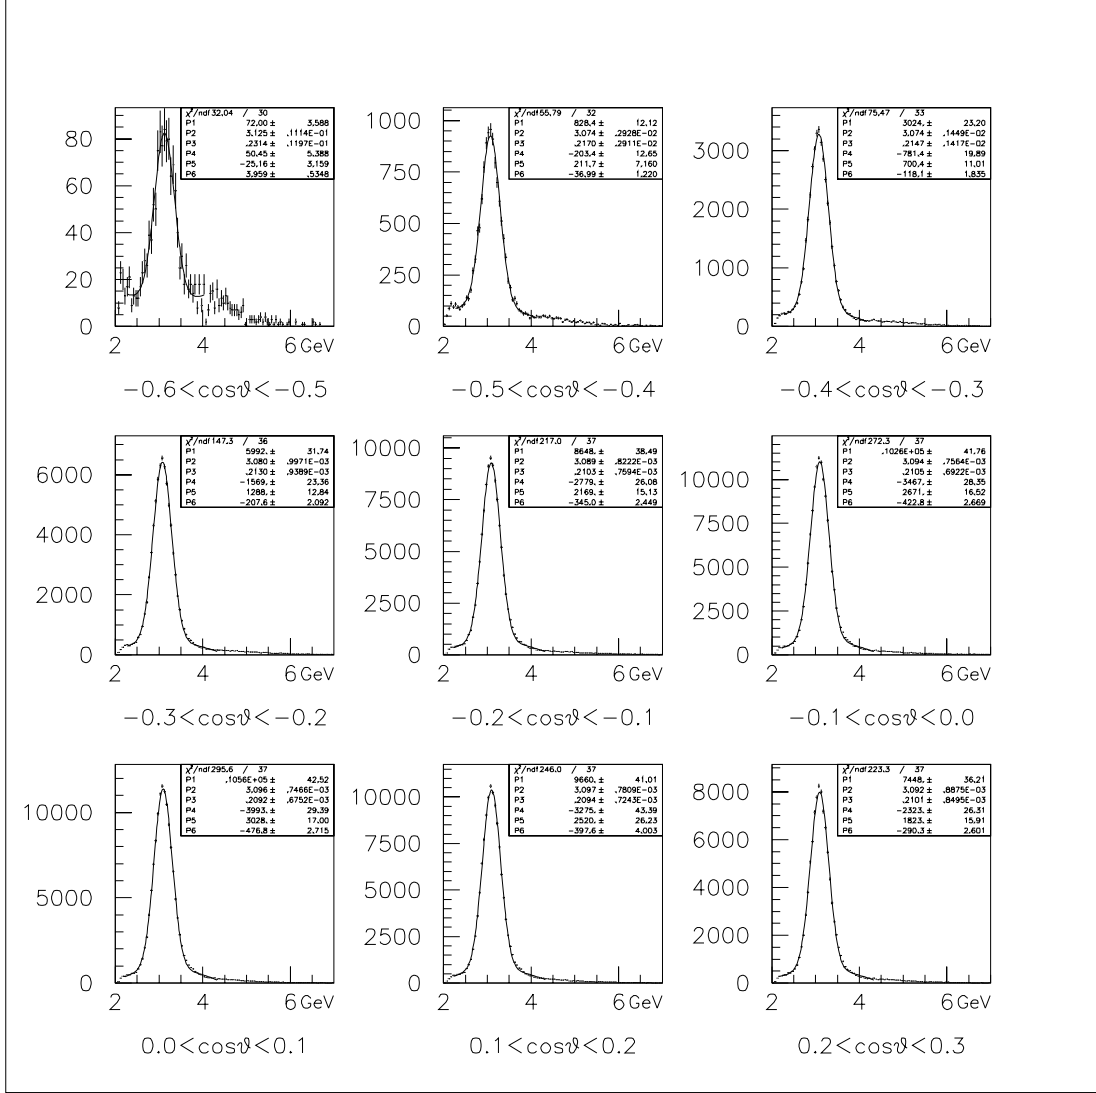 χ²/ndf 32.04 / 30
P1 72.00 ± 3.588
P2 3.125 ± .1114E-01
P3 .2314 ± .1197E-01
P4 50.45 ± 5.388
P5 -25.16 ± 3.159
P6 3.959 ± .5348
80
60
40
20
0
2 4 6 GeV
−0.6<cosϑ<−0.5
χ²/ndf 55.79 / 32
P1 828.4 ± 12.12
P2 3.074 ± .2928E-02
P3 .2170 ± .2911E-02
P4 -203.4 ± 12.65
P5 211.7 ± 7.160
P6 -36.99 ± 1.220
1000
750
500
250
0
2 4 6 GeV
−0.5<cosϑ<−0.4
χ²/ndf 75.47 / 33
P1 3024. ± 23.20
P2 3.074 ± .1449E-02
P3 .2147 ± .1417E-02
P4 -781.4 ± 19.89
P5 700.4 ± 11.01
P6 -118.1 ± 1.835
3000
2000
1000
0
2 4 6 GeV
−0.4<cosϑ<−0.3
χ²/ndf 147.3 / 36
P1 5992. ± 31.74
P2 3.080 ± .9971E-03
P3 .2130 ± .9389E-03
P4 -1569. ± 23.36
P5 1288. ± 12.84
P6 -207.6 ± 2.092
6000
4000
2000
0
2 4 6 GeV
−0.3<cosϑ<−0.2
χ²/ndf 217.0 / 37
P1 8648. ± 38.49
P2 3.089 ± .8222E-03
P3 .2103 ± .7594E-03
P4 -2779. ± 26.08
P5 2169. ± 15.13
P6 -345.0 ± 2.449
10000
7500
5000
2500
0
2 4 6 GeV
−0.2<cosϑ<−0.1
χ²/ndf 272.3 / 37
P1 .1026E+05 ± 41.76
P2 3.094 ± .7564E-03
P3 .2105 ± .6922E-03
P4 -3467. ± 28.35
P5 2671. ± 16.52
P6 -422.8 ± 2.669
10000
7500
5000
2500
0
2 4 6 GeV
−0.1<cosϑ<0.0
χ²/ndf 295.6 / 37
P1 .1056E+05 ± 42.52
P2 3.096 ± .7466E-03
P3 .2092 ± .6752E-03
P4 -3993. ± 29.39
P5 3028. ± 17.00
P6 -476.8 ± 2.715
10000
5000
0
2 4 6 GeV
0.0<cosϑ<0.1
χ²/ndf 246.0 / 37
P1 9660. ± 41.01
P2 3.097 ± .7809E-03
P3 .2094 ± .7243E-03
P4 -3275. ± 43.39
P5 2520. ± 26.23
P6 -397.6 ± 4.003
10000
7500
5000
2500
0
2 4 6 GeV
0.1<cosϑ<0.2
χ²/ndf 223.3 / 37
P1 7448. ± 36.21
P2 3.092 ± .8875E-03
P3 .2101 ± .8495E-03
P4 -2323. ± 26.31
P5 1823. ± 15.91
P6 -290.3 ± 2.601
8000
6000
4000
2000
0
2 4 6 GeV
0.2<cosϑ<0.3